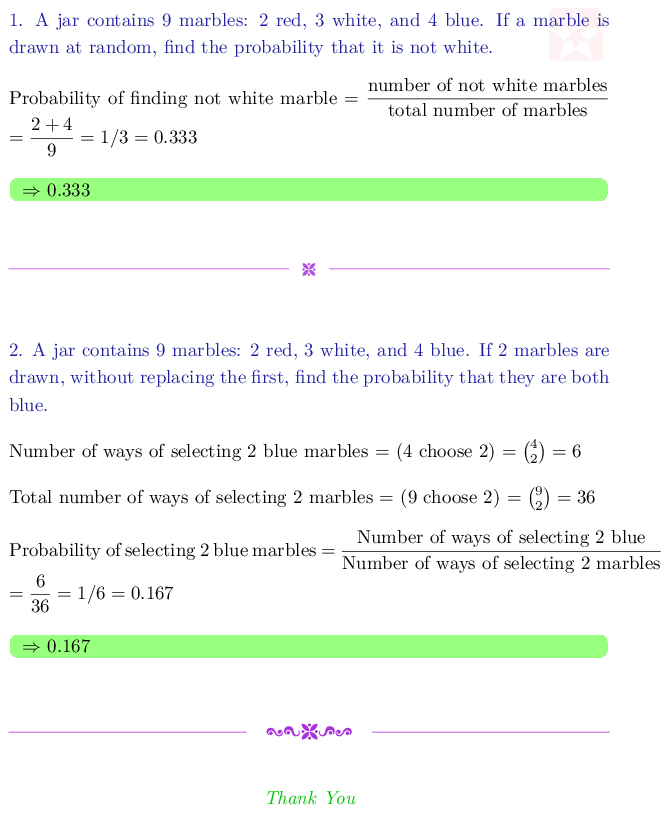 1. A jar contains 9 marbles: 2 red, 3 white, and 4 blue. If a marble is
drawn at random, find the probability that it is not white.
Probability of finding not white marble = \frac{number of not white marbles}{total number of marbles}
= \frac{2 + 4}{9} = 1/3 = 0.333
⇒ 0.333
2. A jar contains 9 marbles: 2 red, 3 white, and 4 blue. If 2 marbles are
drawn, without replacing the first, find the probability that they are both
blue.
Number of ways of selecting 2 blue marbles = (4 choose 2) = \binom{4}{2} = 6
Total number of ways of selecting 2 marbles = (9 choose 2) = \binom{9}{2} = 36
Probability of selecting 2 blue marbles = \frac{Number of ways of selecting 2 blue}{Number of ways of selecting 2 marbles}
= \frac{6}{36} = 1/6 = 0.167
⇒ 0.167
Thank You